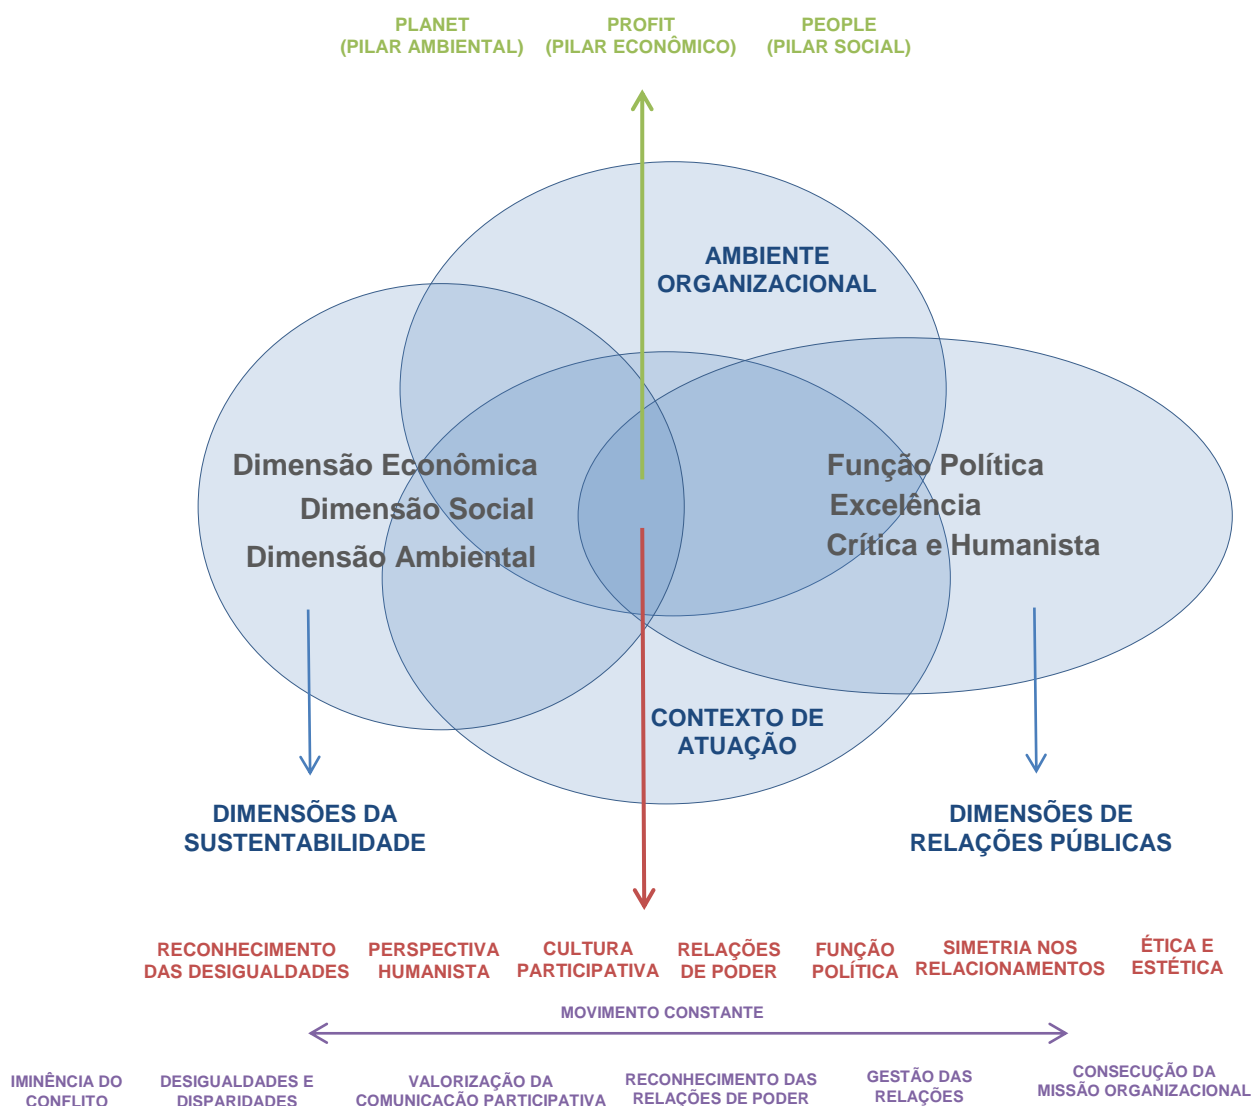 PLANET
(PILAR AMBIENTAL)
PROFIT
(PILAR ECONÔMICO)
PEOPLE
(PILAR SOCIAL)
AMBIENTE
ORGANIZACIONAL
Dimensão Econômica
Dimensão Social
Dimensão Ambiental
Função Política
Excelência
Crítica e Humanista
CONTEXTO DE
ATUAÇÃO
DIMENSÕES DA
SUSTENTABILIDADE
DIMENSÕES DE
RELAÇÕES PÚBLICAS
RECONHECIMENTO
DAS DESIGUALDADES
PERSPECTIVA
HUMANISTA
CULTURA
PARTICIPATIVA
RELAÇÕES
DE PODER
FUNÇÃO
POLÍTICA
SIMETRIA NOS
RELACIONAMENTOS
ÉTICA E
ESTÉTICA
MOVIMENTO CONSTANTE
IMINÊNCIA DO
CONFLITO
DESIGUALDADES E
DISPARIDADES
VALORIZAÇÃO DA
COMUNICAÇÃO PARTICIPATIVA
RECONHECIMENTO DAS
RELAÇÕES DE PODER
GESTÃO DAS
RELAÇÕES
CONSECUÇÃO DA
MISSÃO ORGANIZACIONAL